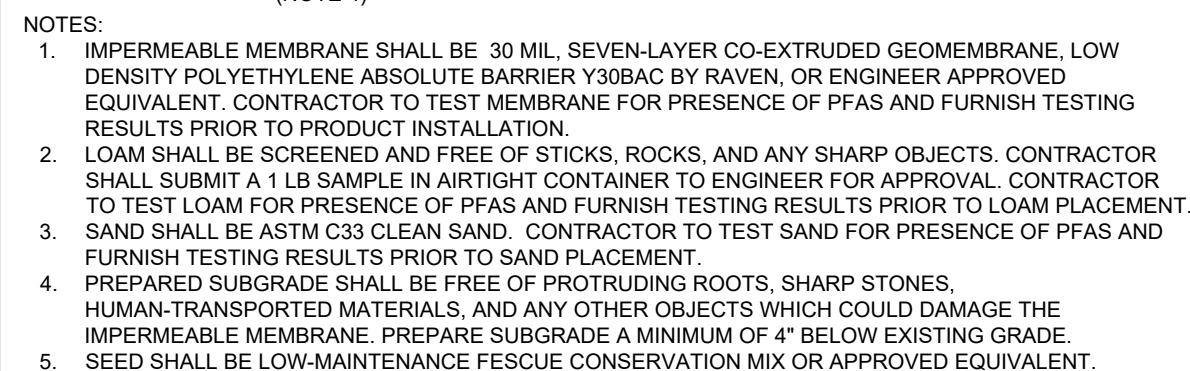 NOTES:
1. IMPERMEABLE MEMBRANE SHALL BE 30 MIL, SEVEN-LAYER CO-EXTRUDED GEOMEMBRANE, LOW
DENSITY POLYETHYLENE ABSOLUTE BARRIER Y30BAC BY RAVEN, OR ENGINEER APPROVED
EQUIVALENT. CONTRACTOR TO TEST MEMBRANE FOR PRESENCE OF PFAS AND FURNISH TESTING
RESULTS PRIOR TO PRODUCT INSTALLATION.
2. LOAM SHALL BE SCREENED AND FREE OF STICKS, ROCKS, AND ANY SHARP OBJECTS. CONTRACTOR
SHALL SUBMIT A 1 LB SAMPLE IN AIRTIGHT CONTAINER TO ENGINEER FOR APPROVAL. CONTRACTOR
TO TEST LOAM FOR PRESENCE OF PFAS AND FURNISH TESTING RESULTS PRIOR TO LOAM PLACEMENT.
3. SAND SHALL BE ASTM C33 CLEAN SAND. CONTRACTOR TO TEST SAND FOR PRESENCE OF PFAS AND
FURNISH TESTING RESULTS PRIOR TO SAND PLACEMENT.
4. PREPARED SUBGRADE SHALL BE FREE OF PROTRUDING ROOTS, SHARP STONES,
HUMAN-TRANSPORTED MATERIALS, AND ANY OTHER OBJECTS WHICH COULD DAMAGE THE
IMPERMEABLE MEMBRANE. PREPARE SUBGRADE A MINIMUM OF 4" BELOW EXISTING GRADE.
5. SEED SHALL BE LOW-MAINTENANCE FESCUE CONSERVATION MIX OR APPROVED EQUIVALENT.